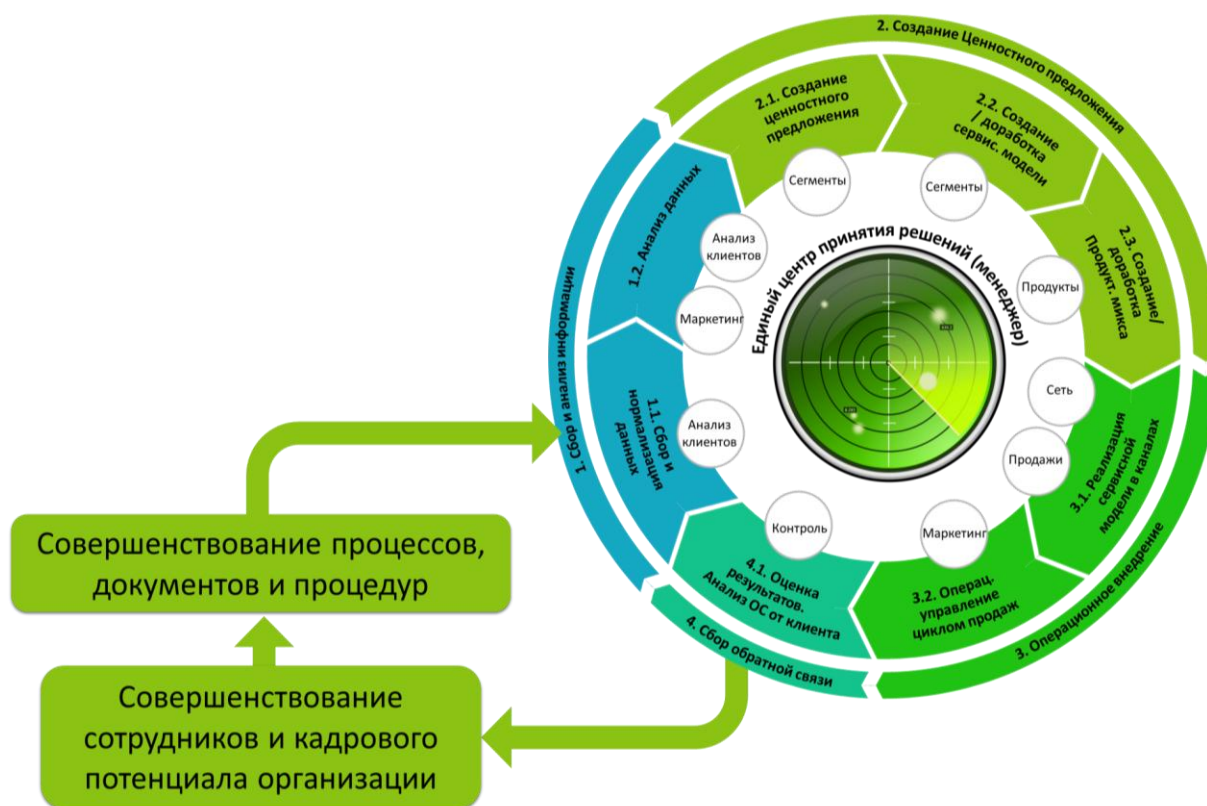 2. Создание Ценностного предложения
2.1. Создание
ценностного
предложения
2.2. Создание
/ доработка
сервис. модели
2.3. Создание/
доработка
Продукт. микса
Сегменты
Сегменты
Продукты
1. Сбор и анализ информации
1.2. Анализ данных
Анализ
клиентов
Маркетинг
1.1. Сбор и
нормализация
данных
Анализ
клиентов
Единый центр принятия решений (менеджер)
Сеть
Продажи
Маркетинг
Контроль
3.1. Реализация
сервисной
модели в каналах
3.2. Операц.
управление
циклом продаж
3. Операционное внедрение
4.1. Оценка
результатов.
Анализ ОС от клиента
4. Сбор обратной связи
Совершенствование процессов,
документов и процедур
Совершенствование
сотрудников и кадрового
потенциала организации